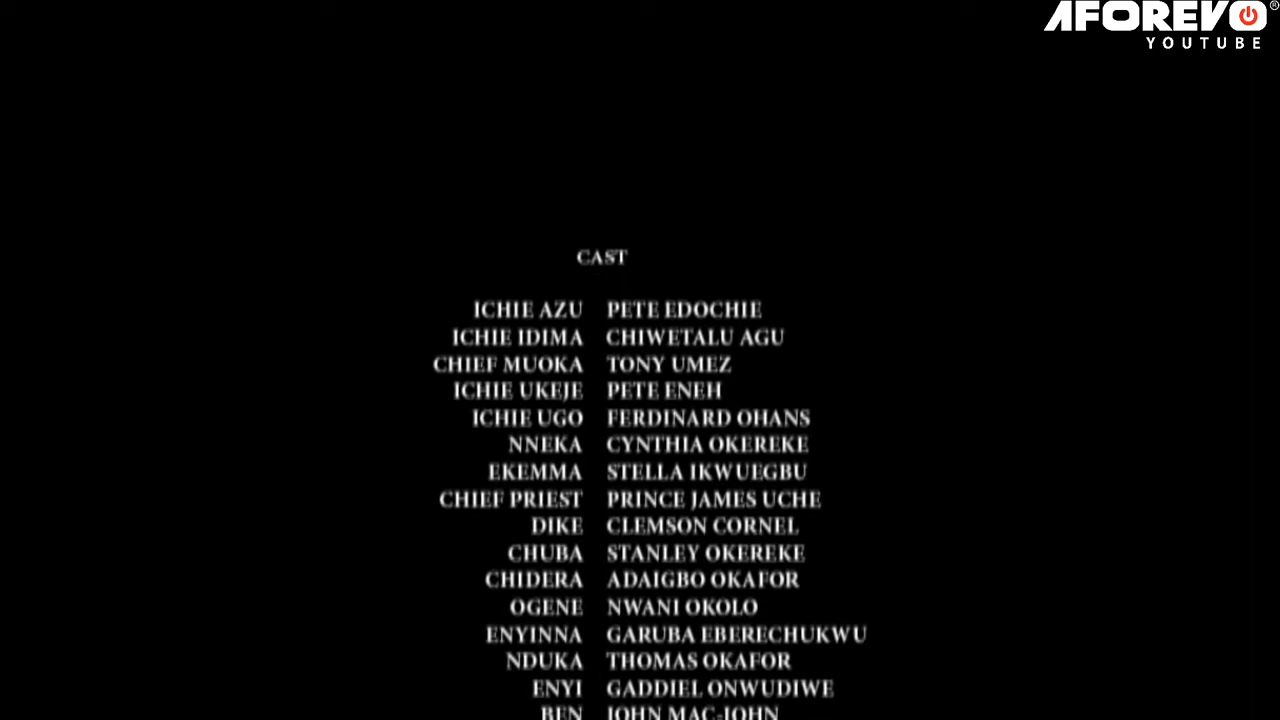 AFOREVO®
YOUTUBE
CAST
ICHIE AZU PETE EDOCHIE
ICHIE IDIMA CHIWETALU AGU
CHIEF MUOKA TONY UMEZ
ICHIE UKEJE PETE ENEH
ICHIE UGO FERDINARD OHANS
NNEKA CYNTHIA OKEREKE
EKEMMA STELLA IKWUEGBU
CHIEF PRIEST PRINCE JAMES UCHE
DIKE CLEMSON CORNEL
CHUBA STANLEY OKEREKE
CHIDERA ADAIGBO OKAFOR
OGENE NWANI OKOLO
ENYINNA GARUBA EBERECHUKWU
NDUKA THOMAS OKAFOR
ENYI GADDIEL ONWUDIWE
BEN JOHN MAC-JOHN